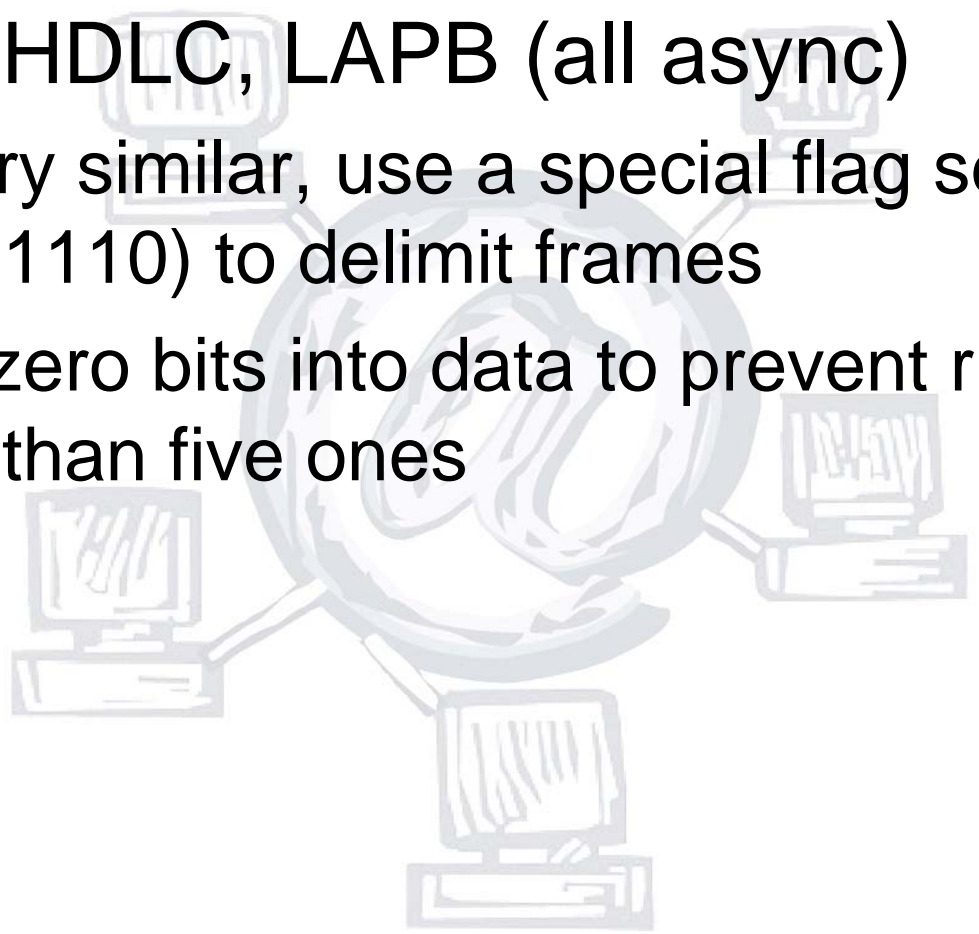 HDLC, LAPB (all async)
ry similar, use a special flag s
1110) to delimit frames
zero bits into data to prevent r
than five ones